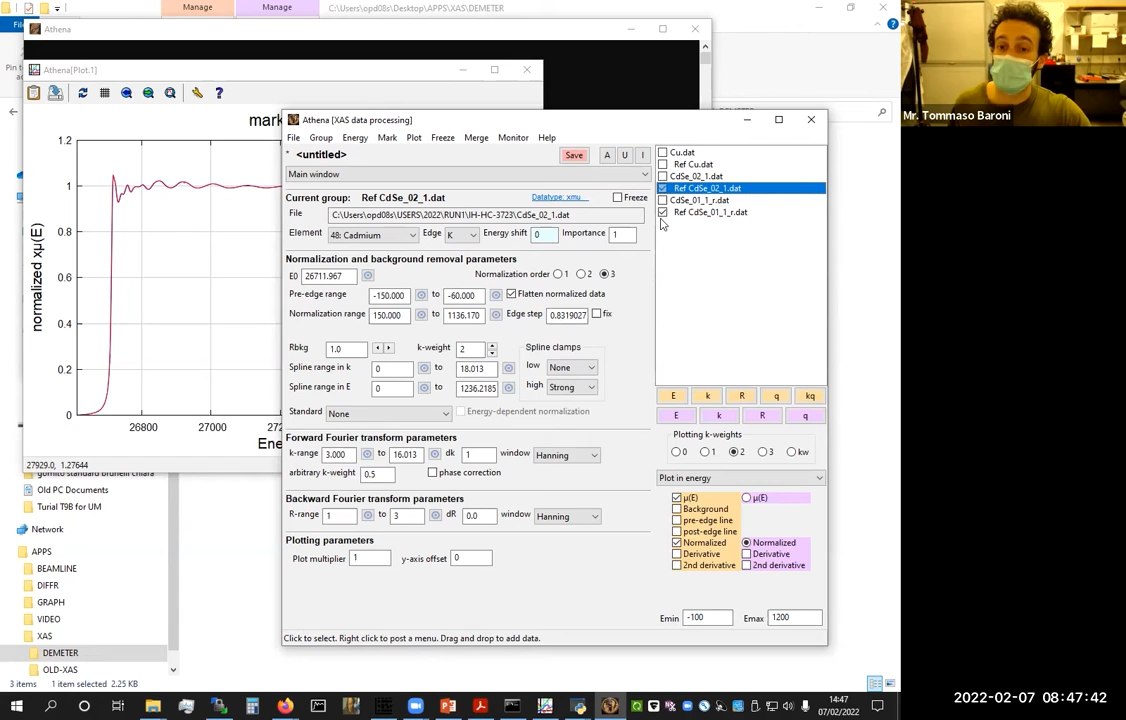 Manage
Manage
C:\Users\opd08s\Desktop\APPS\XAS\DEMETER
Athena
Athena[Plot.1]
1.2
1
0.8
0.6
0.4
0.2
0
normalized xμ(E)
26800
27000
27929.0, 1.27644
Athena [XAS data processing]
File Group Energy Mark Plot Freeze Merge Monitor Help
* <untitled>
Save
A U I
Main window
Current group: Ref CdSe_02_1.dat
Datatype: xmu
Freeze
File C:\Users\opd08s\USERS\2022\RUN1\IH-HC-3723\CdSe_02_1.dat
Element 48: Cadmium Edge K Energy shift 0 Importance 1
Normalization and background removal parameters
E0 26711.967 Normalization order 1 2 3
Pre-edge range -150.000 to -60.000 Flatten normalized data
Normalization range 150.000 to 1136.170 Edge step 0.8319027 fix
Rbkg 1.0 k-weight 2 Spline clamps
Spline range in k 0 to 18.013 low None
Spline range in E 0 to 1236.2185 high Strong
Standard None Energy-dependent normalization
Forward Fourier transform parameters
k-range 3.000 to 16.013 dk 1 window Hanning
arbitrary k-weight 0.5 phase correction
Backward Fourier transform parameters
R-range 1 to 3 dR 0.0 window Hanning
Plotting parameters
Plot multiplier 1 y-axis offset 0
Click to select. Right click to post a menu. Drag and drop to add data.
Cu.dat
Ref Cu.dat
CdSe_02_1.dat
Ref CdSe_02_1.dat
CdSe_01_1_r.dat
Ref CdSe_01_1_r.dat
E k R q kq
E k R q
Plotting k-weights
0 1 2 3 kw
Plot in energy
μ(E) μ(E)
Background
pre-edge line
post-edge line
Normalized Normalized
Derivative Derivative
2nd derivative 2nd derivative
Emin -100 Emax 1200
Old PC Documents
Turial T9B for UM
Network
APPS
BEAMLINE
DIFFR
GRAPH
VIDEO
XAS
DEMETER
OLD-XAS
3 items 1 item selected 2.25 KB
14:47
07/02/2022
Mr. Tommaso Baroni
2022-02-07 08:47:42